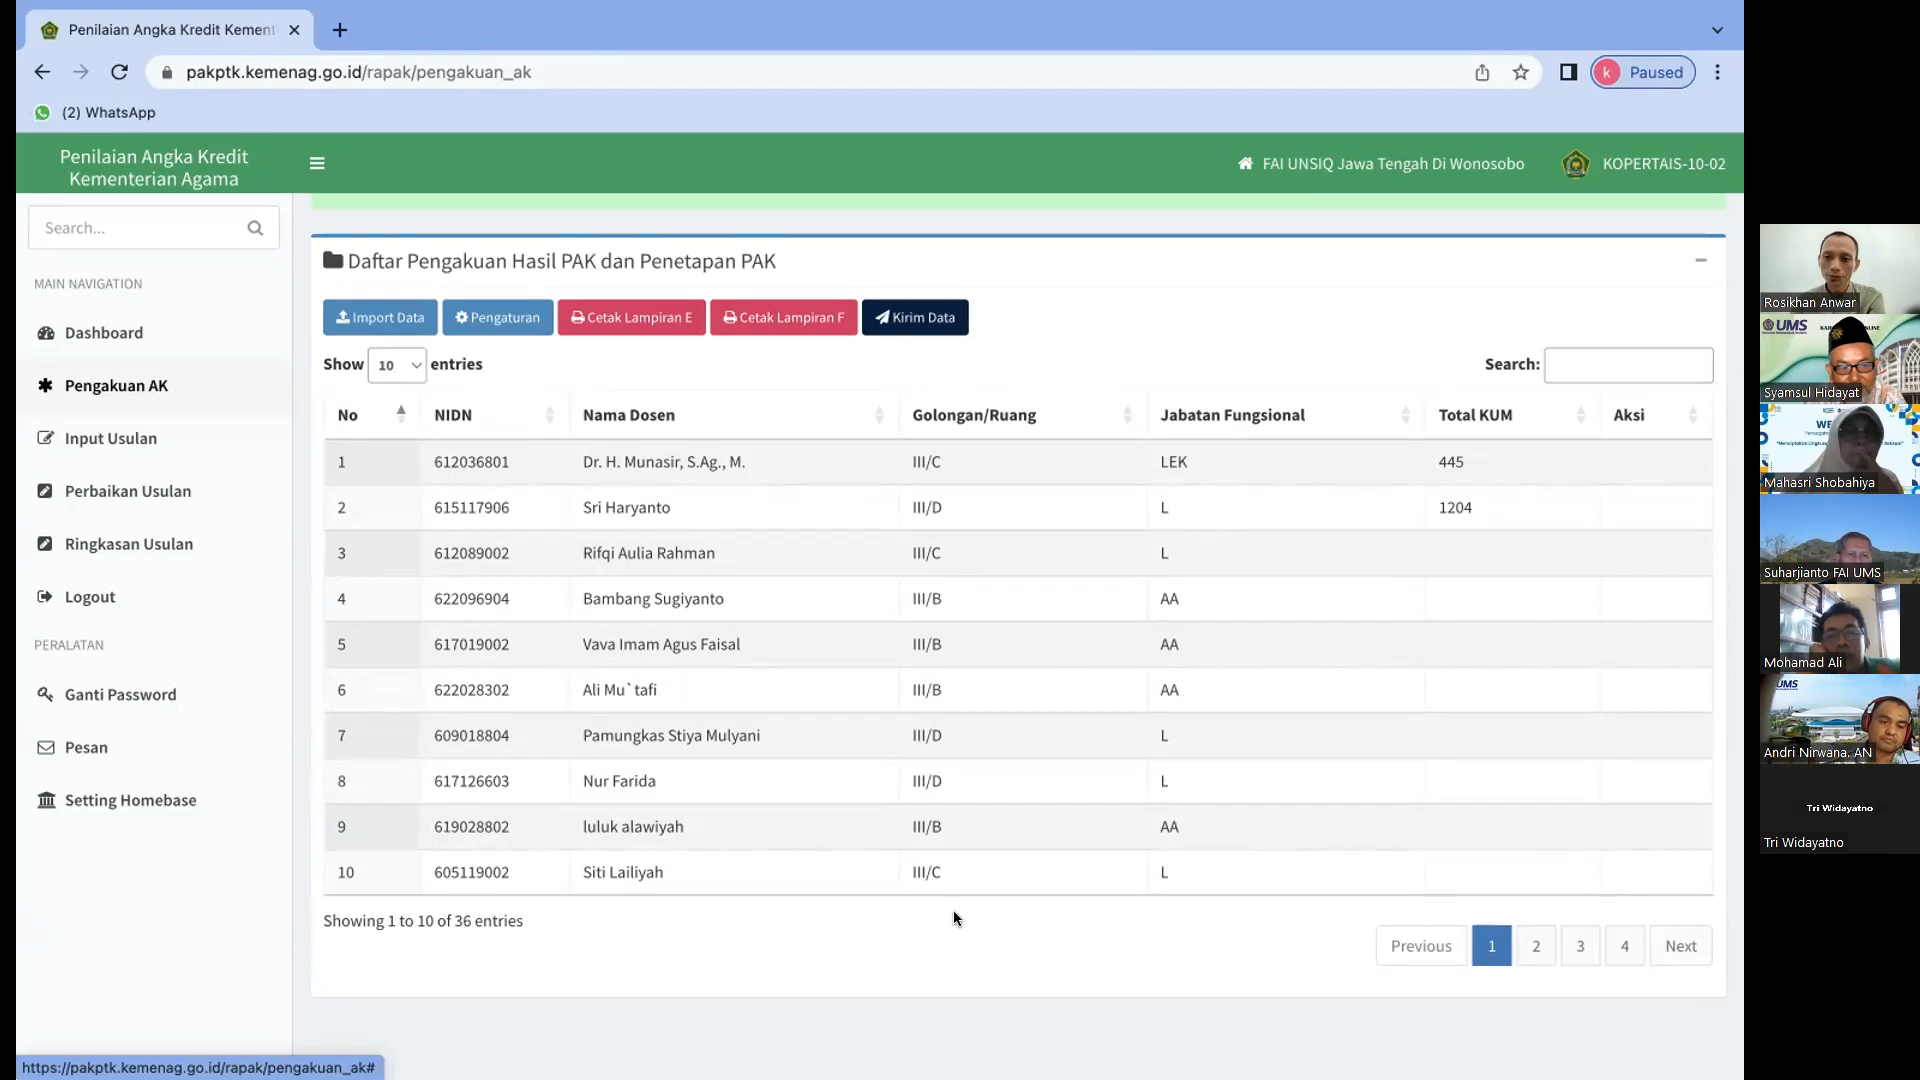 Penilaian Angka Kredit Kement
pakptk.kemenag.go.id/rapak/pengakuan_ak
k Paused
(2) WhatsApp
Penilaian Angka Kredit
Kementerian Agama
FAI UNSIQ Jawa Tengah Di Wonosobo
KOPERTAIS-10-02
Search...
MAIN NAVIGATION
Dashboard
Pengakuan AK
Input Usulan
Perbaikan Usulan
Ringkasan Usulan
Logout
PERALATAN
Ganti Password
Pesan
Setting Homebase
Daftar Pengakuan Hasil PAK dan Penetapan PAK
Import Data Pengaturan Cetak Lampiran E Cetak Lampiran F Kirim Data
Show 10 entries
Search:
No NIDN Nama Dosen Golongan/Ruang Jabatan Fungsional Total KUM Aksi
1 612036801 Dr. H. Munasir, S.Ag., M. III/C LEK 445
2 615117906 Sri Haryanto III/D L 1204
3 612089002 Rifqi Aulia Rahman III/C L
4 622096904 Bambang Sugiyanto III/B AA
5 617019002 Vava Imam Agus Faisal III/B AA
6 622028302 Ali Mu`tafi III/B AA
7 609018804 Pamungkas Stiya Mulyani III/D L
8 617126603 Nur Farida III/D L
9 619028802 luluk alawiyah III/B AA
10 605119002 Siti Lailiyah III/C L
Showing 1 to 10 of 36 entries
Previous 1 2 3 4 Next
https://pakptk.kemenag.go.id/rapak/pengakuan_ak#
Rosikhan Anwar
UMS
Syamsul Hidayat
Mahasri Shobahiya
Suharjianto FAI UMS
Mohamad Ali
UMS
Andri Nirwana. AN
Tri Widayatno
Tri Widayatno